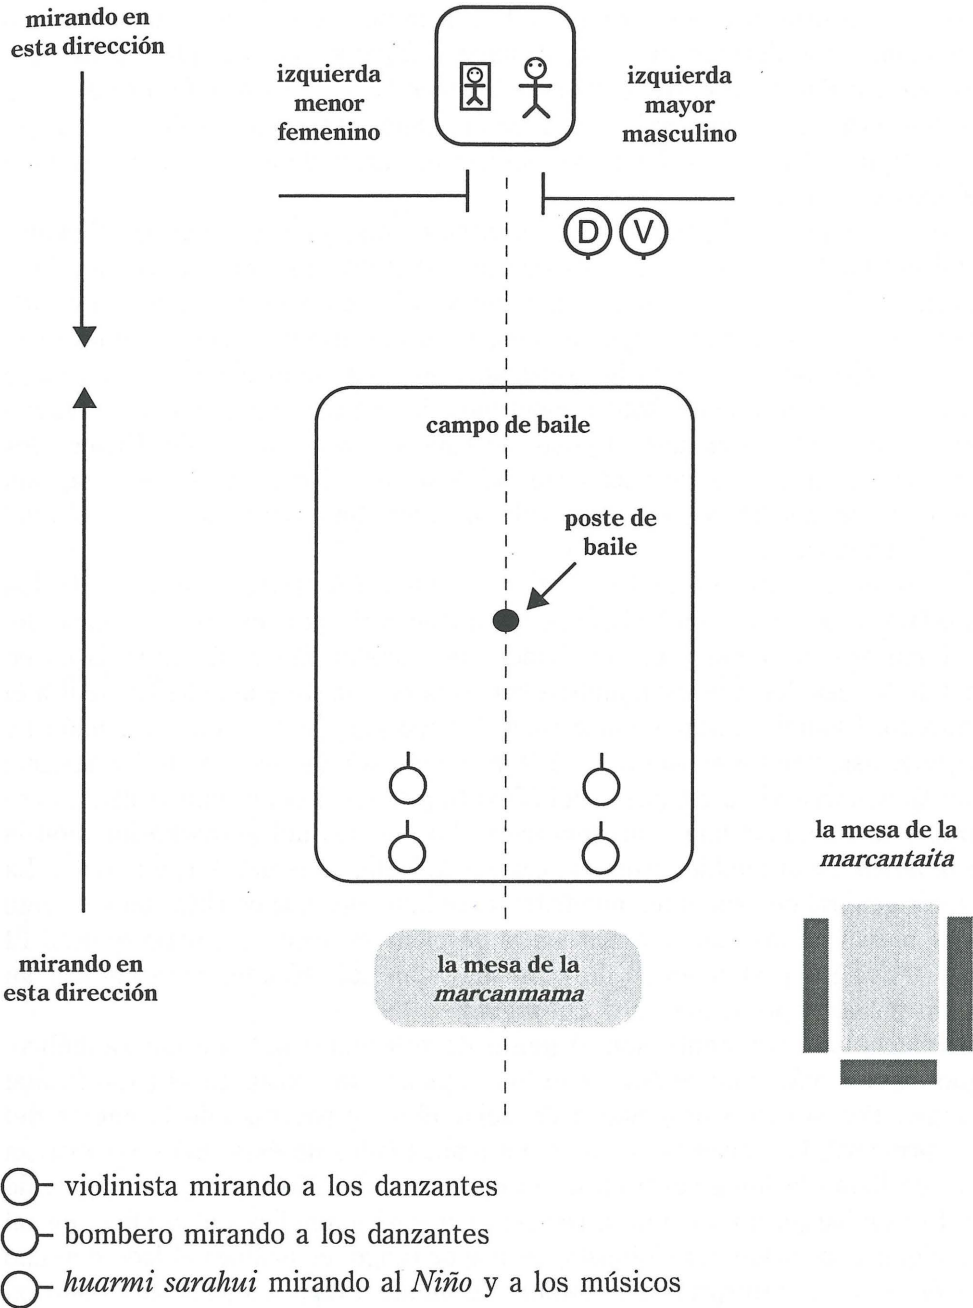 mirando en
esta dirección
izquierda
menor
femenino
izquierda
mayor
masculino
D V
campo de baile
poste de
baile
la mesa de la
marcantaita
mirando en
esta dirección
la mesa de la
marcanmama
violinista mirando a los danzantes
bombero mirando a los danzantes
huarmi sarahui mirando al Niño y a los músicos